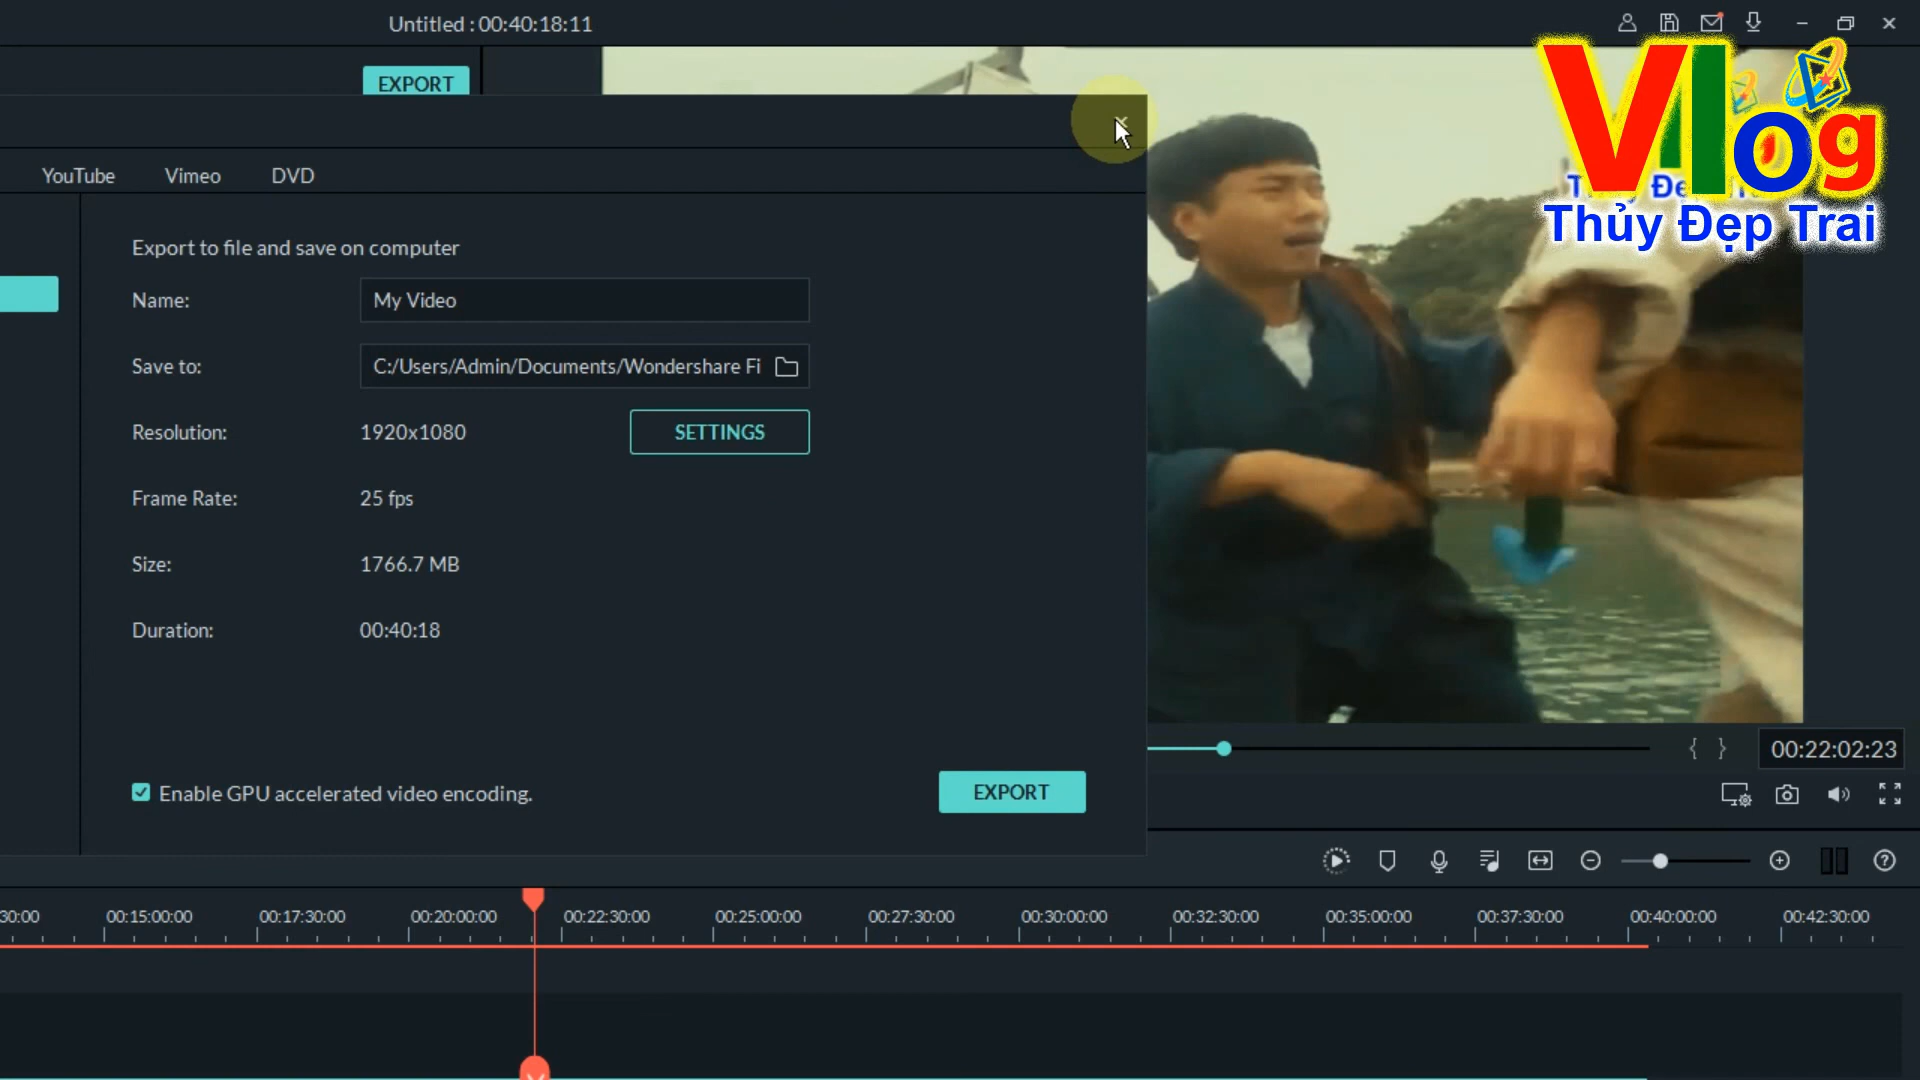 Untitled : 00:40:18:11
EXPORT
Vlog
Thủy Đẹp Trai
YouTube
Vimeo
DVD
Export to file and save on computer
Name:
My Video
Save to:
C:/Users/Admin/Documents/Wondershare Fi
Resolution:
1920x1080
SETTINGS
Frame Rate:
25 fps
Size:
1766.7 MB
Duration:
00:40:18
Enable GPU accelerated video encoding.
EXPORT
{ }
00:22:02:23
30:00
00:15:00:00
00:17:30:00
00:20:00:00
00:22:30:00
00:25:00:00
00:27:30:00
00:30:00:00
00:32:30:00
00:35:00:00
00:37:30:00
00:40:00:00
00:42:30:00